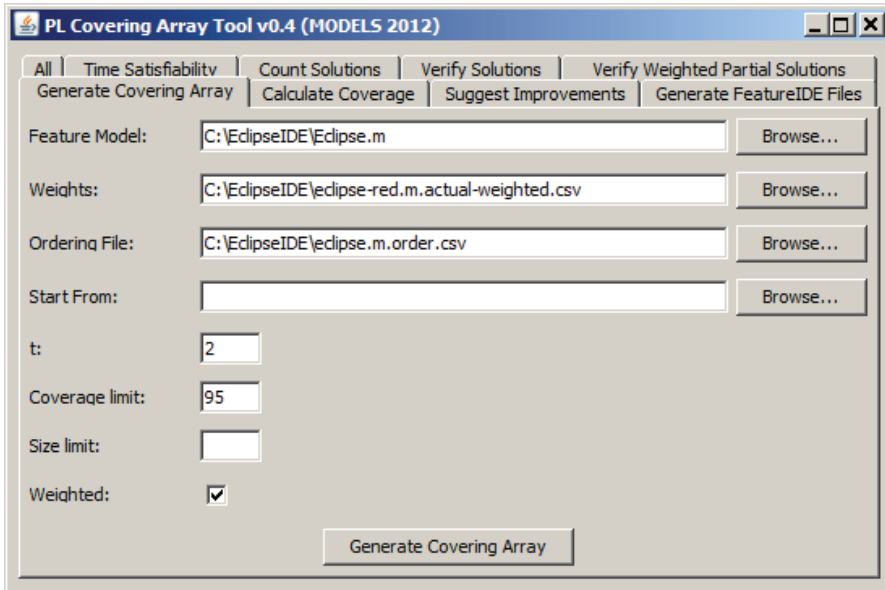 PL Covering Array Tool v0.4 (MODELS 2012)
All Time Satisfiability Count Solutions Verify Solutions Verify Weighted Partial Solutions
Generate Covering Array Calculate Coverage Suggest Improvements Generate FeatureIDE Files
Feature Model: C:\EclipseIDE\Eclipse.m Browse...
Weights: C:\EclipseIDE\eclipse-red.m.actual-weighted.csv Browse...
Ordering File: C:\EclipseIDE\eclipse.m.order.csv Browse...
Start From: Browse...
t: 2
Coverage limit: 95
Size limit:
Weighted:
Generate Covering Array